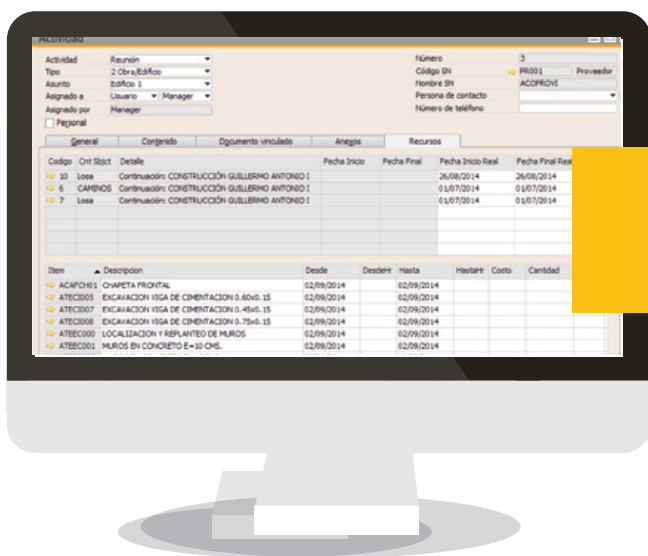 Actividad
Actividad Reunión Número 3
Tipo 2 Obra/Edificio Código SN PR001 Proveedor
Asunto Edificio 1 Nombre SN ACOPROVI
Asignado a Usuario Manager Persona de contacto
Asignado por Manager Número de teléfono
Personal
General Contenido Documento vinculado Anexos Recursos
Codigo Cnt Sbjct Detalle Fecha Inicio Fecha Final Fecha Inicio Real Fecha Final Real
10 Losa Continuación: CONSTRUCCIÓN GUILLERMO ANTONIO I 26/08/2014 26/08/2014
6 CAMINOS Continuación: CONSTRUCCIÓN GUILLERMO ANTONIO I 01/07/2014 01/07/2014
7 Losa Continuación: CONSTRUCCIÓN GUILLERMO ANTONIO I 01/07/2014 01/07/2014
Item Descripcion Desde DesdeHr Hasta HastaHr Costo Cantidad
ACAFCH01 CHAPETA FRONTAL 02/09/2014 02/09/2014
ATECI005 EXCAVACION VIGA DE CIMENTACION 0.60x0.15 02/09/2014 02/09/2014
ATECI007 EXCAVACION VIGA DE CIMENTACION 0.45x0.15 02/09/2014 02/09/2014
ATECI008 EXCAVACION VIGA DE CIMENTACION 0.75x0.15 02/09/2014 02/09/2014
ATEEC000 LOCALIZACION Y REPLANTEO DE MUROS 02/09/2014 02/09/2014
ATEEC001 MUROS EN CONCRETO E=10 CMS. 02/09/2014 02/09/2014